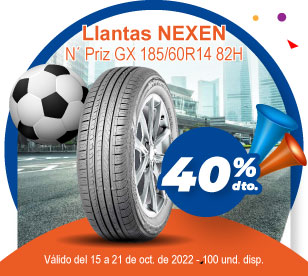 Llantas NEXEN
N´ Priz GX 185/60R14 82H
40%
dto.
Válido del 15 a 21 de oct. de 2022 - 100 und. disp.